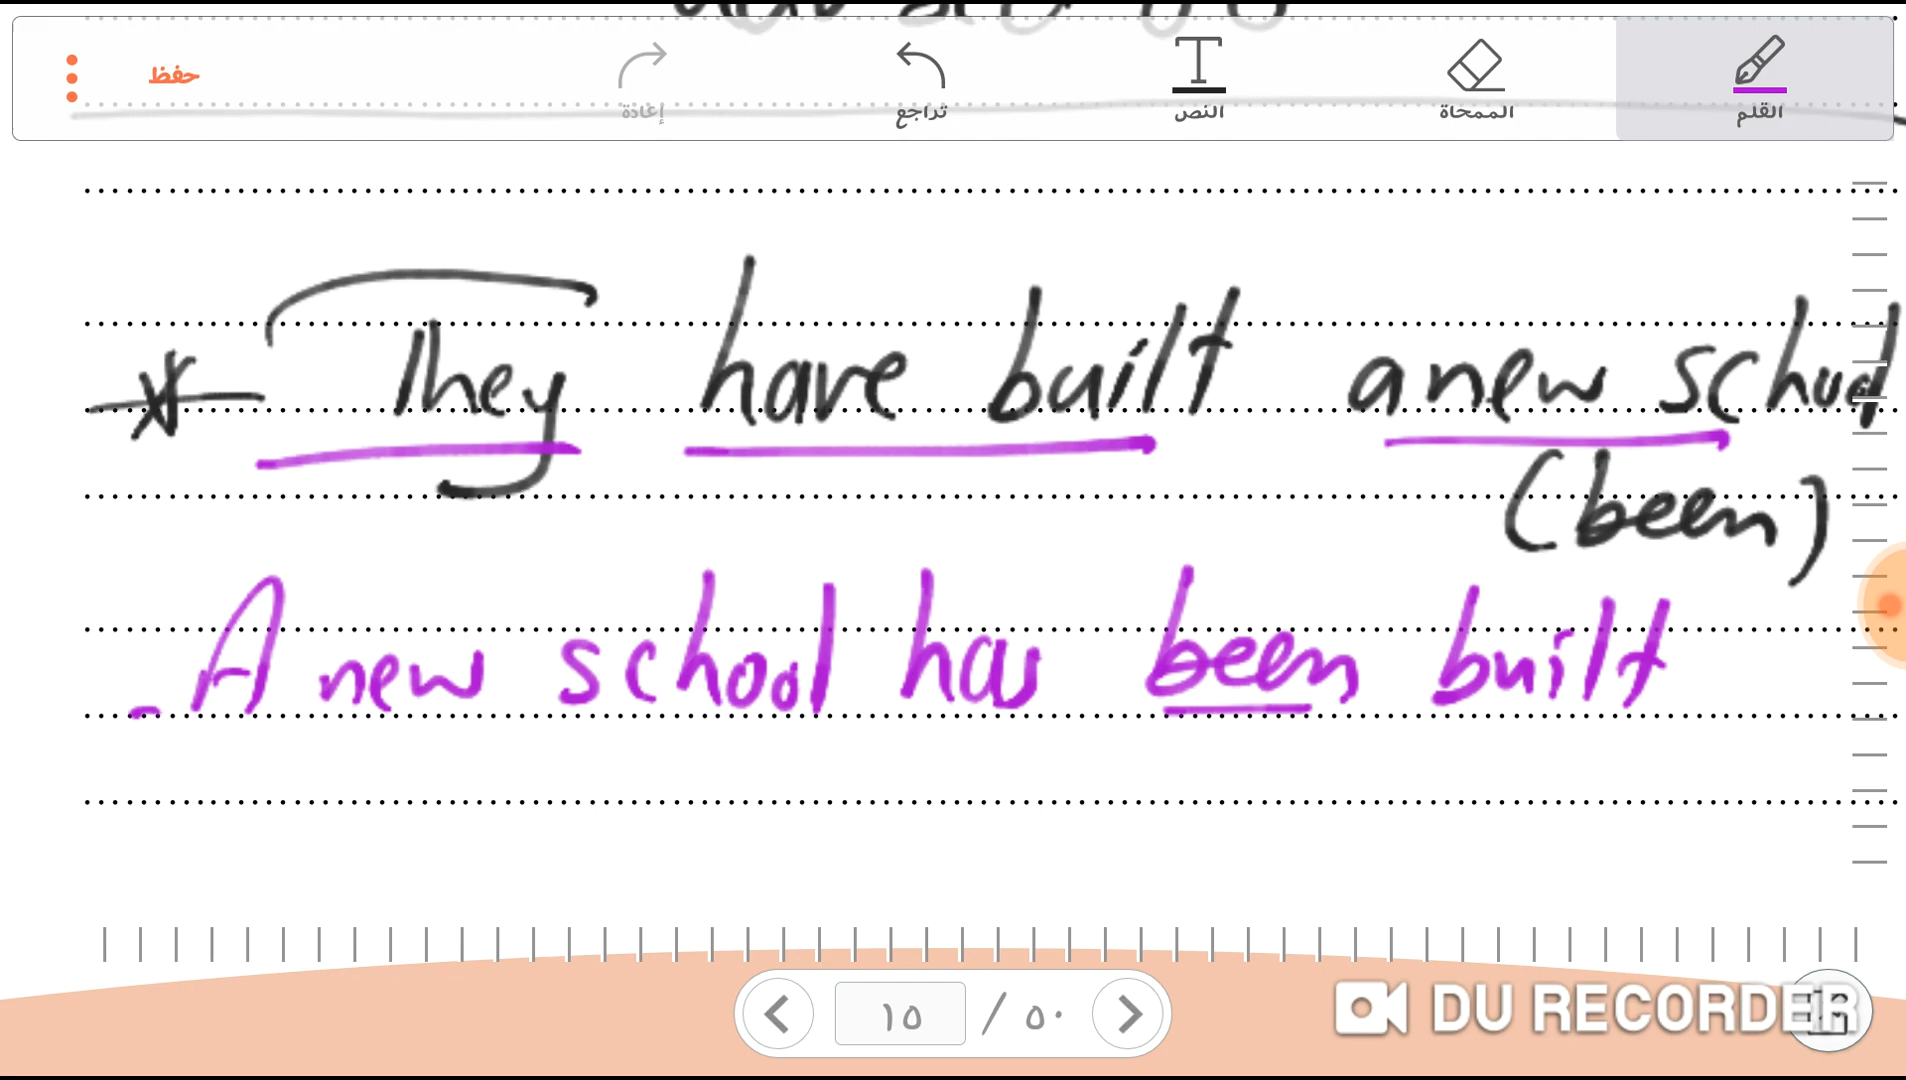 حفظ
إعادة
تراجع
النص
الممحاة
القلم
They have built a new school
(been)
- A new school has been built
١٥ / ٥٠
DU RECORDER